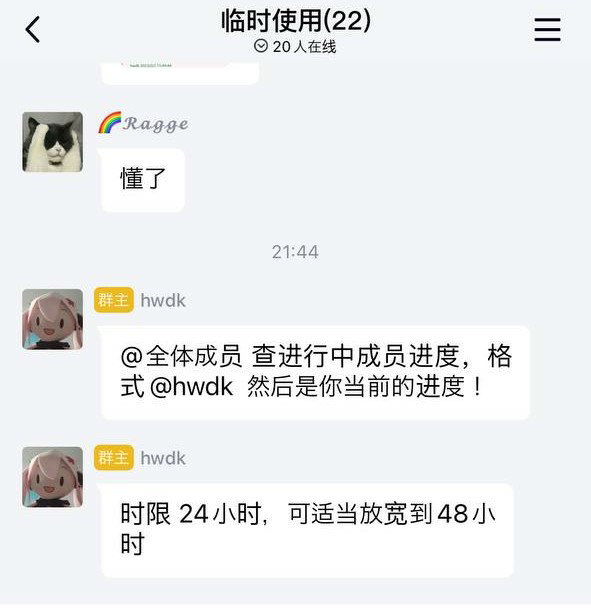 临时使用(22)
20人在线
🌈Ragge
懂了
21:44
群主 hwdk
@全体成员 查进行中成员进度，格
式@hwdk 然后是你当前的进度！
群主 hwdk
时限 24小时，可适当放宽到48小
时